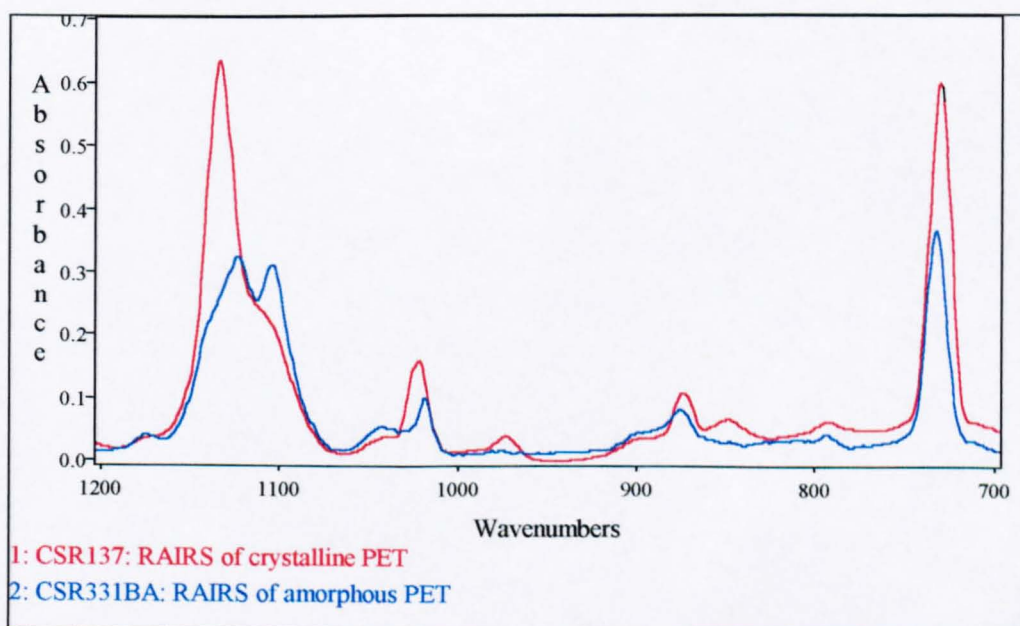 Absorbance
0.7
0.6
0.5
0.4
0.3
0.2
0.1
0.0
1200 1100 1000 900 800 700
Wavenumbers
1: CSR137: RAIRS of crystalline PET
2: CSR331BA: RAIRS of amorphous PET